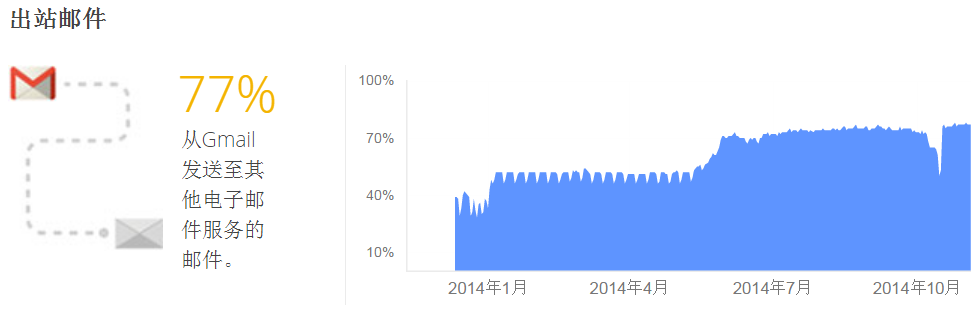 出站邮件
77%
从Gmail
发送至其
他电子邮
件服务的
邮件。
100%
70%
40%
10%
2014年1月
2014年4月
2014年7月
2014年10月